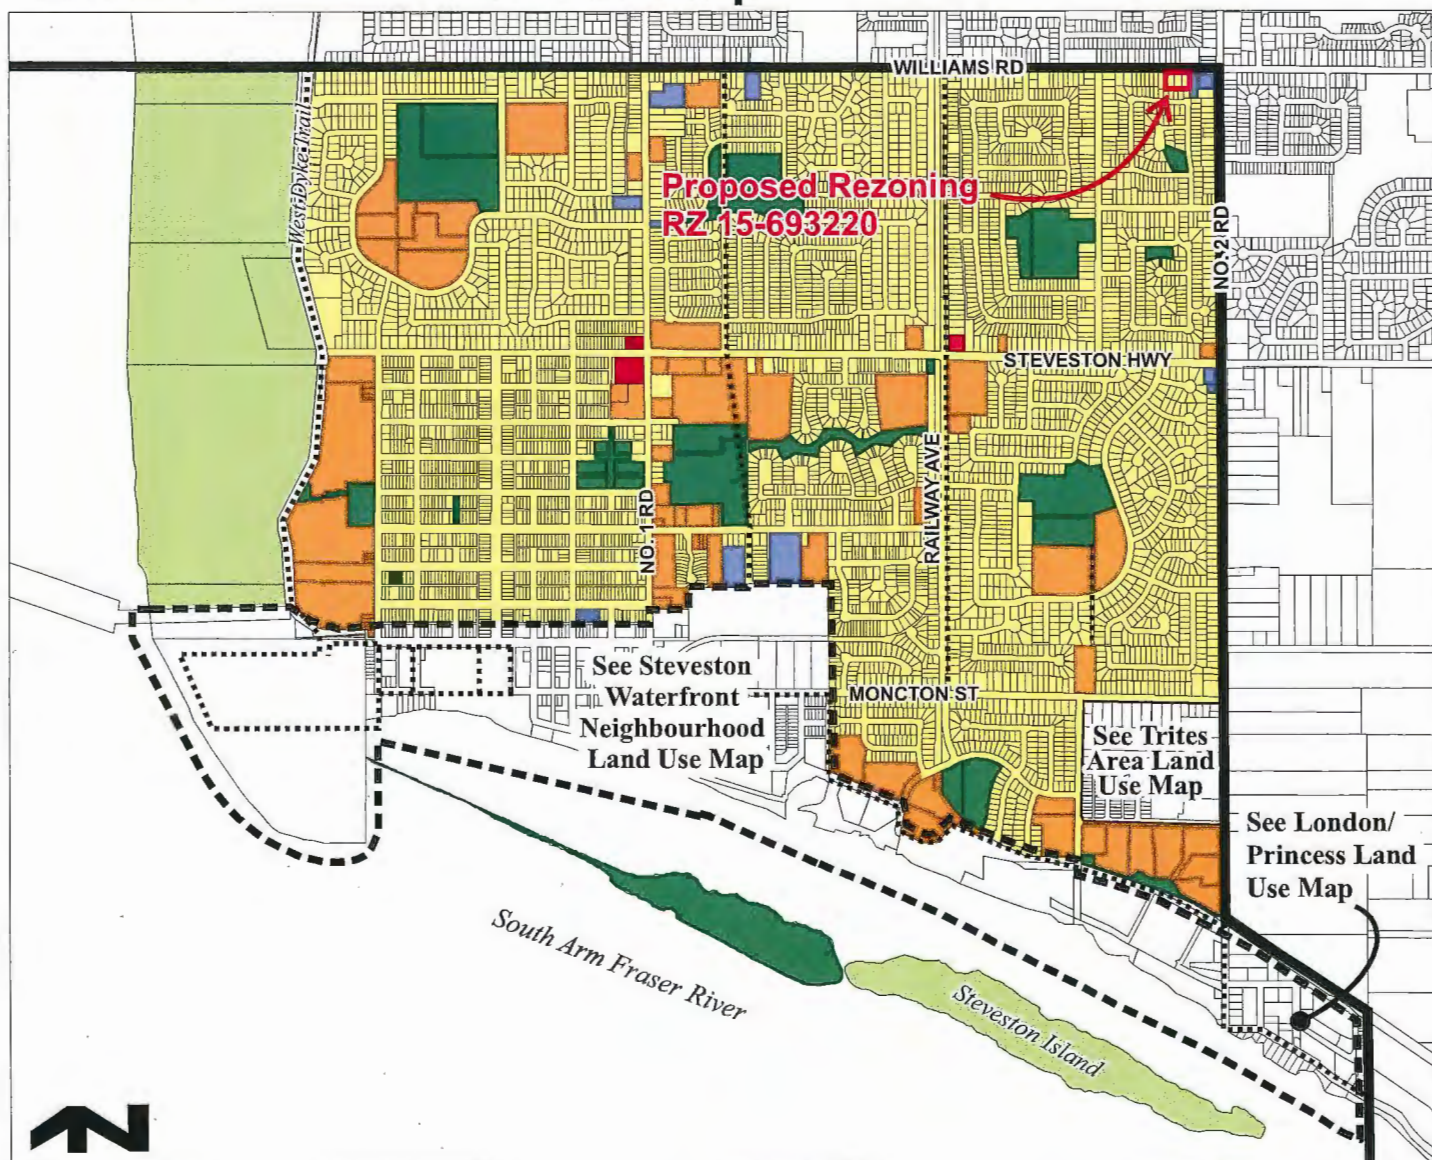 WILLIAMS RD
West Dyke Trail
Proposed Rezoning
RZ 15-693220
NO. 2 RD
STEVESTON HWY
NO. 1 RD
RAILWAY AVE
See Steveston
Waterfront
Neighbourhood
Land Use Map
MONCTON ST
See Trites
Area Land
Use Map
See London/
Princess Land
Use Map
South Arm Fraser River
Steveston Island
N